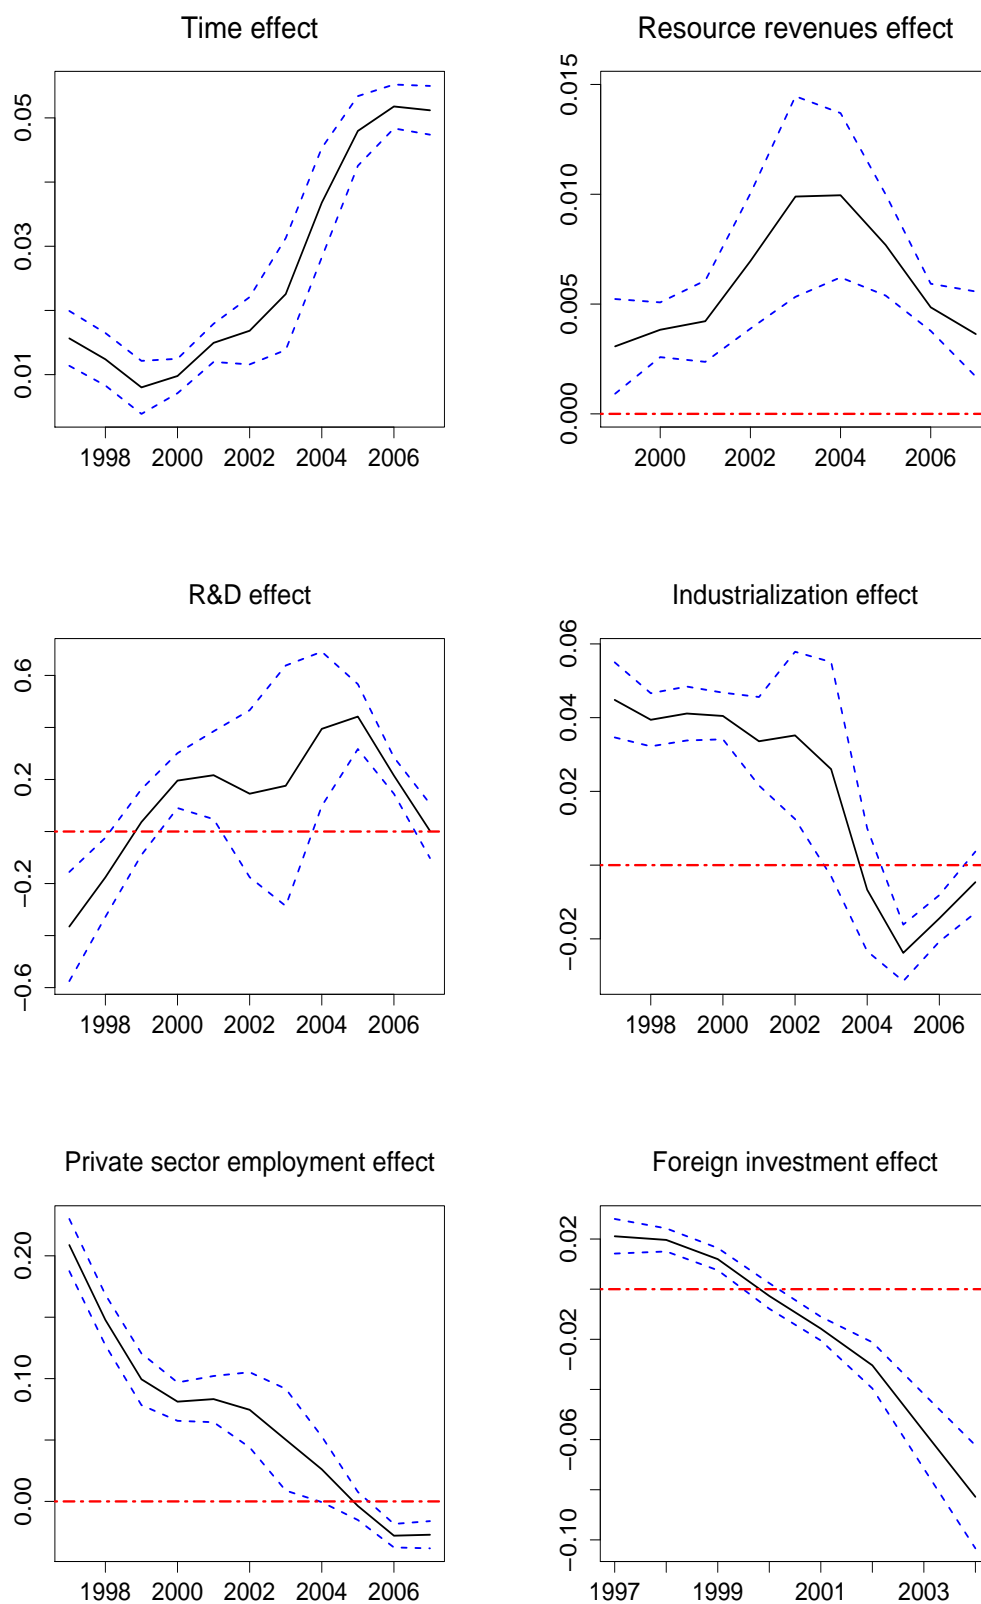 Time effect
0.05
0.03
0.01
1998 2000 2002 2004 2006
Resource revenues effect
0.015
0.010
0.005
0.000
2000 2002 2004 2006
R&D effect
0.6
0.2
−0.2
−0.6
1998 2000 2002 2004 2006
Industrialization effect
0.06
0.04
0.02
−0.02
1998 2000 2002 2004 2006
Private sector employment effect
0.20
0.10
0.00
1998 2000 2002 2004 2006
Foreign investment effect
0.02
−0.02
−0.06
−0.10
1997 1999 2001 2003